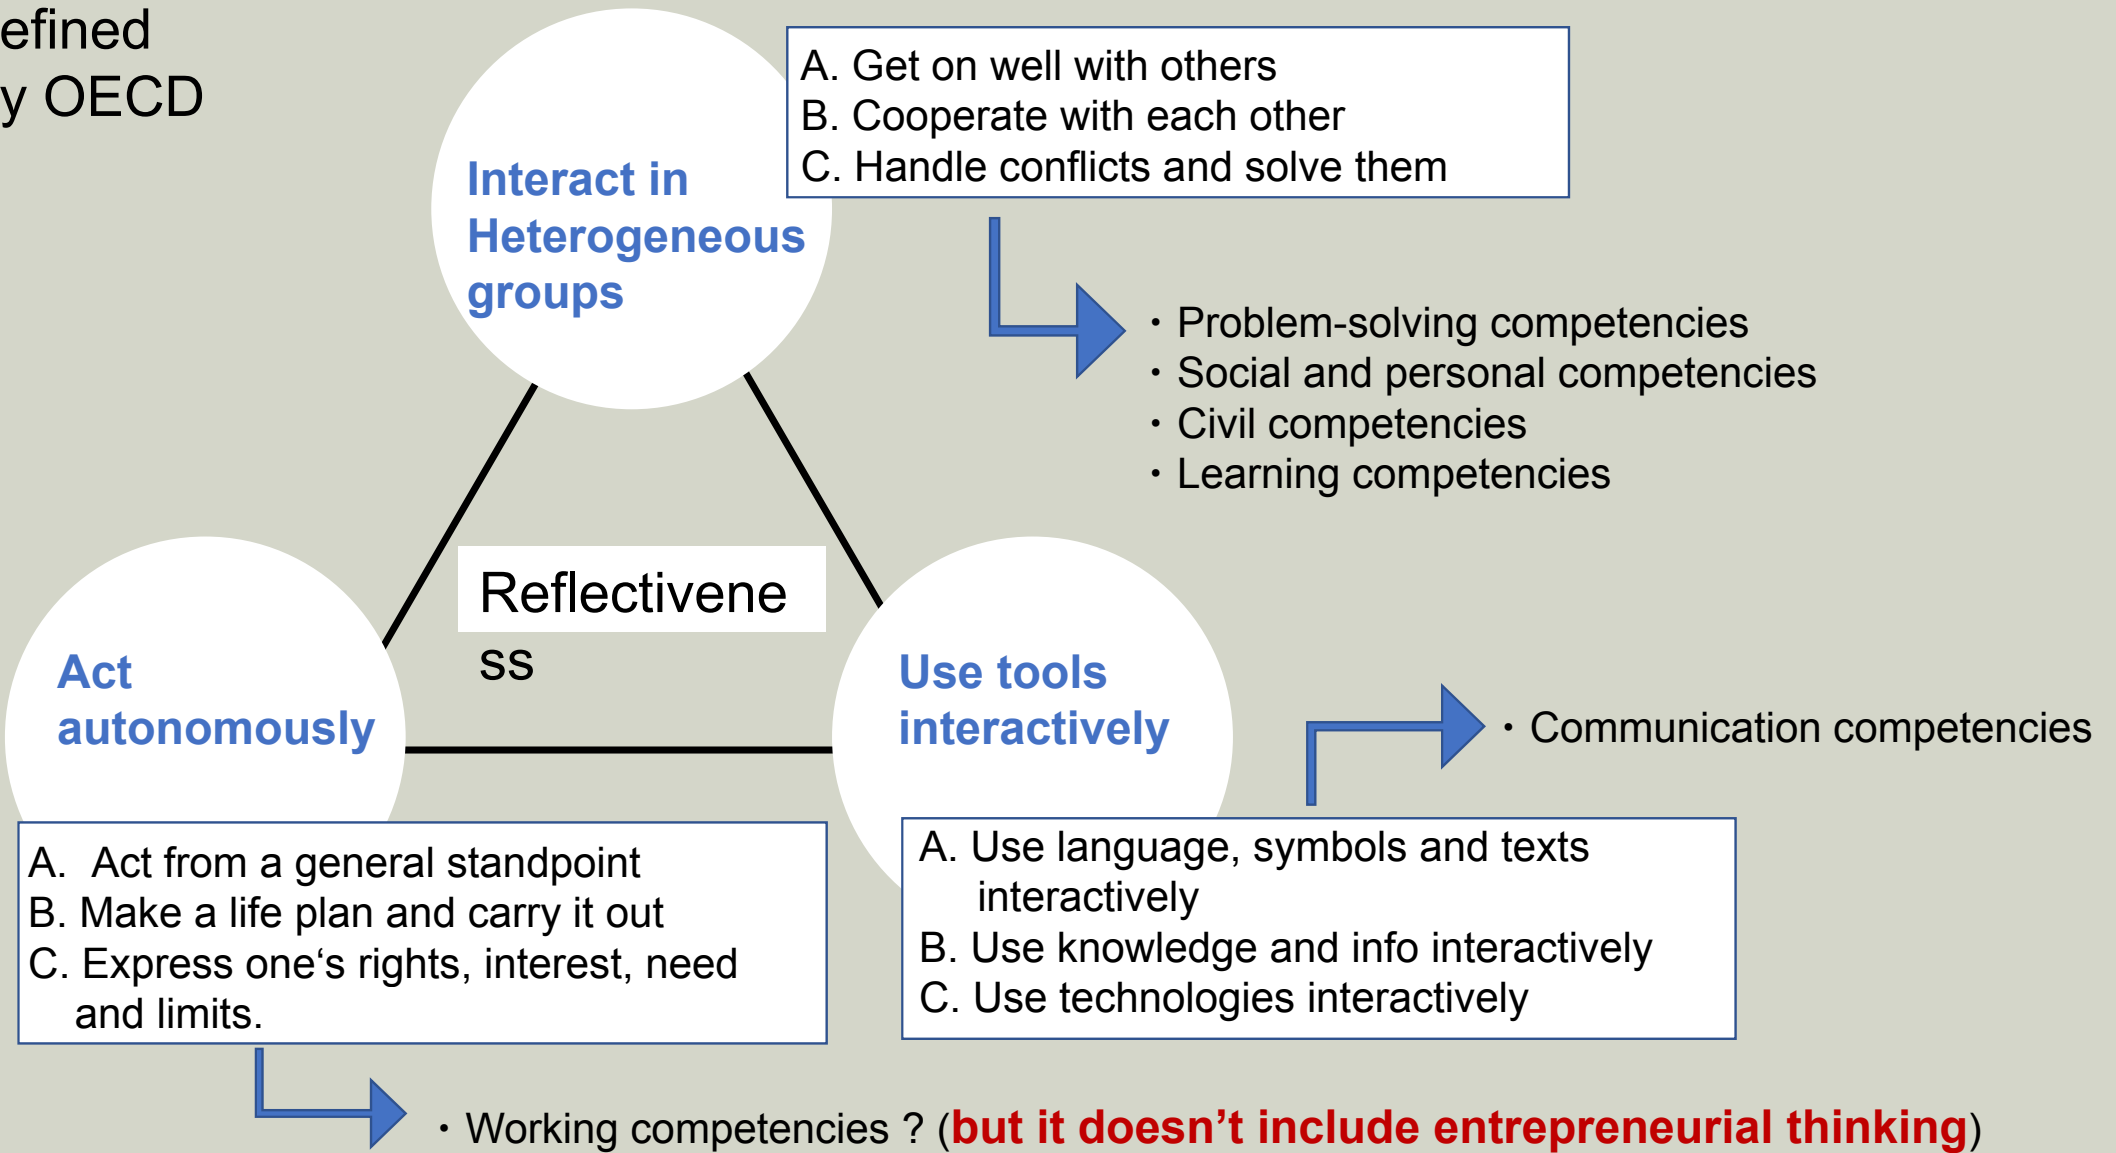 efined
y OECD
A. Get on well with others
B. Cooperate with each other
C. Handle conflicts and solve them
Interact in
Heterogeneous
groups
・Problem-solving competencies
・Social and personal competencies
・Civil competencies
・Learning competencies
Reflectivene
ss
Act
autonomously
Use tools
interactively
・Communication competencies
A. Act from a general standpoint
B. Make a life plan and carry it out
C. Express one‘s rights, interest, need
and limits.
A. Use language, symbols and texts
interactively
B. Use knowledge and info interactively
C. Use technologies interactively
・Working competencies ? (but it doesn’t include entrepreneurial thinking)